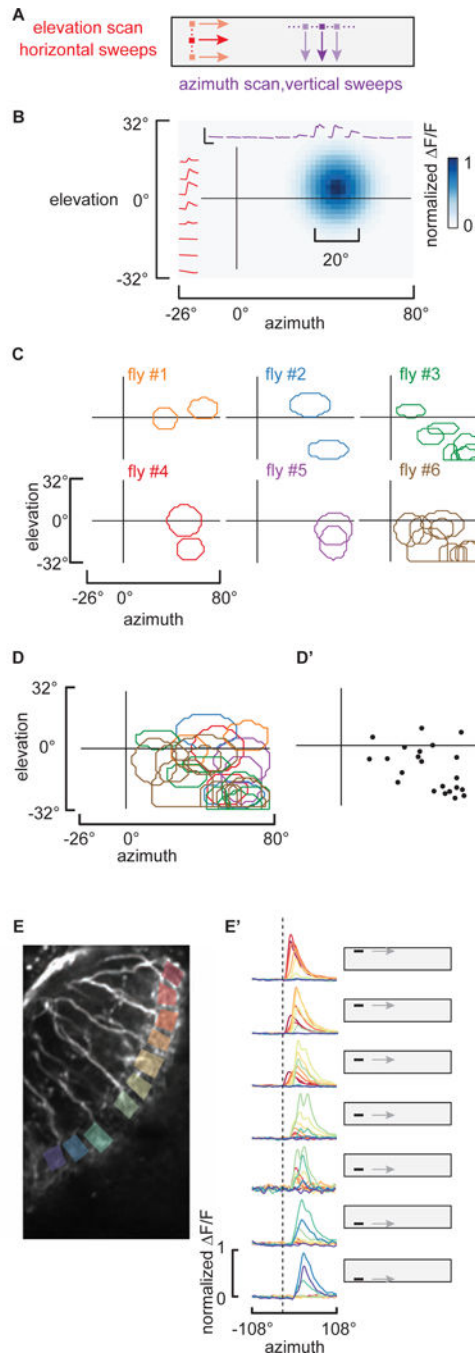 A
elevation scan
horizontal sweeps
azimuth scan,vertical sweeps
B
32°
elevation
0°
-32°
20°
-26°
0°
80°
azimuth
normalized ΔF/F
1
0
C
fly #1
fly #2
fly #3
fly #4
fly #5
fly #6
elevation
32°
0°
-32°
-26°
0°
80°
azimuth
D
D'
32°
elevation
0°
-32°
-26°
0°
80°
azimuth
E
E'
normalized ΔF/F
1
0
-108°
108°
azimuth